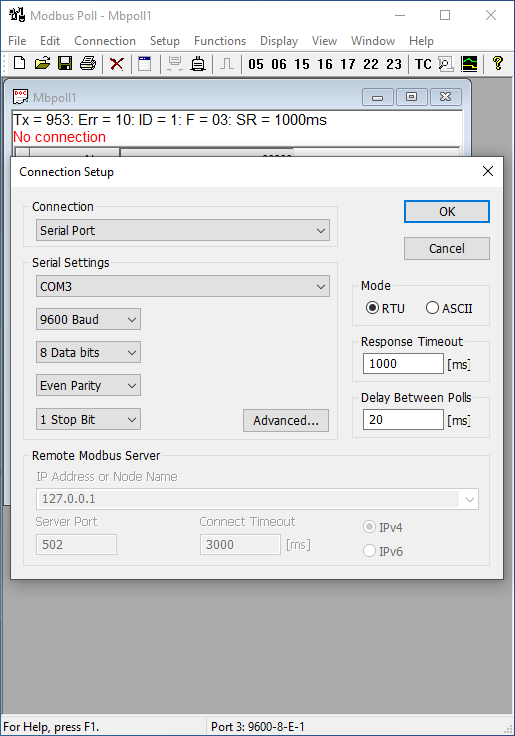 Modbus Poll - Mbpoll1
File Edit Connection Setup Functions Display View Window Help
05 06 15 16 17 22 23 TC
Mbpoll1
Tx = 953: Err = 10: ID = 1: F = 03: SR = 1000ms
No connection
Connection Setup
Connection
Serial Port
OK
Cancel
Serial Settings
COM3
9600 Baud
8 Data bits
Even Parity
1 Stop Bit
Advanced...
Mode
RTU ASCII
Response Timeout
1000 [ms]
Delay Between Polls
20 [ms]
Remote Modbus Server
IP Address or Node Name
127.0.0.1
Server Port Connect Timeout
502 3000 [ms]
IPv4
IPv6
For Help, press F1. Port 3: 9600-8-E-1